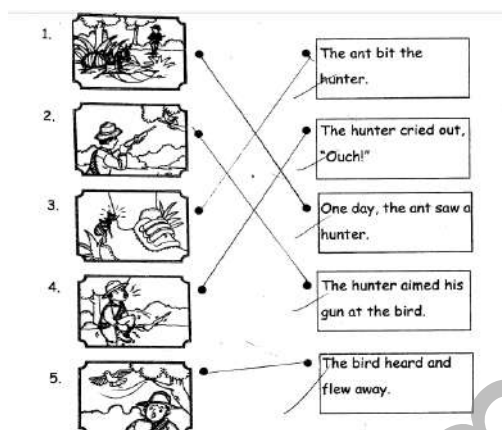 1.
The ant bit the
hunter.
2.
The hunter cried out,
"Ouch!"
3.
One day, the ant saw a
hunter.
4.
The hunter aimed his
gun at the bird.
5.
The bird heard and
flew away.